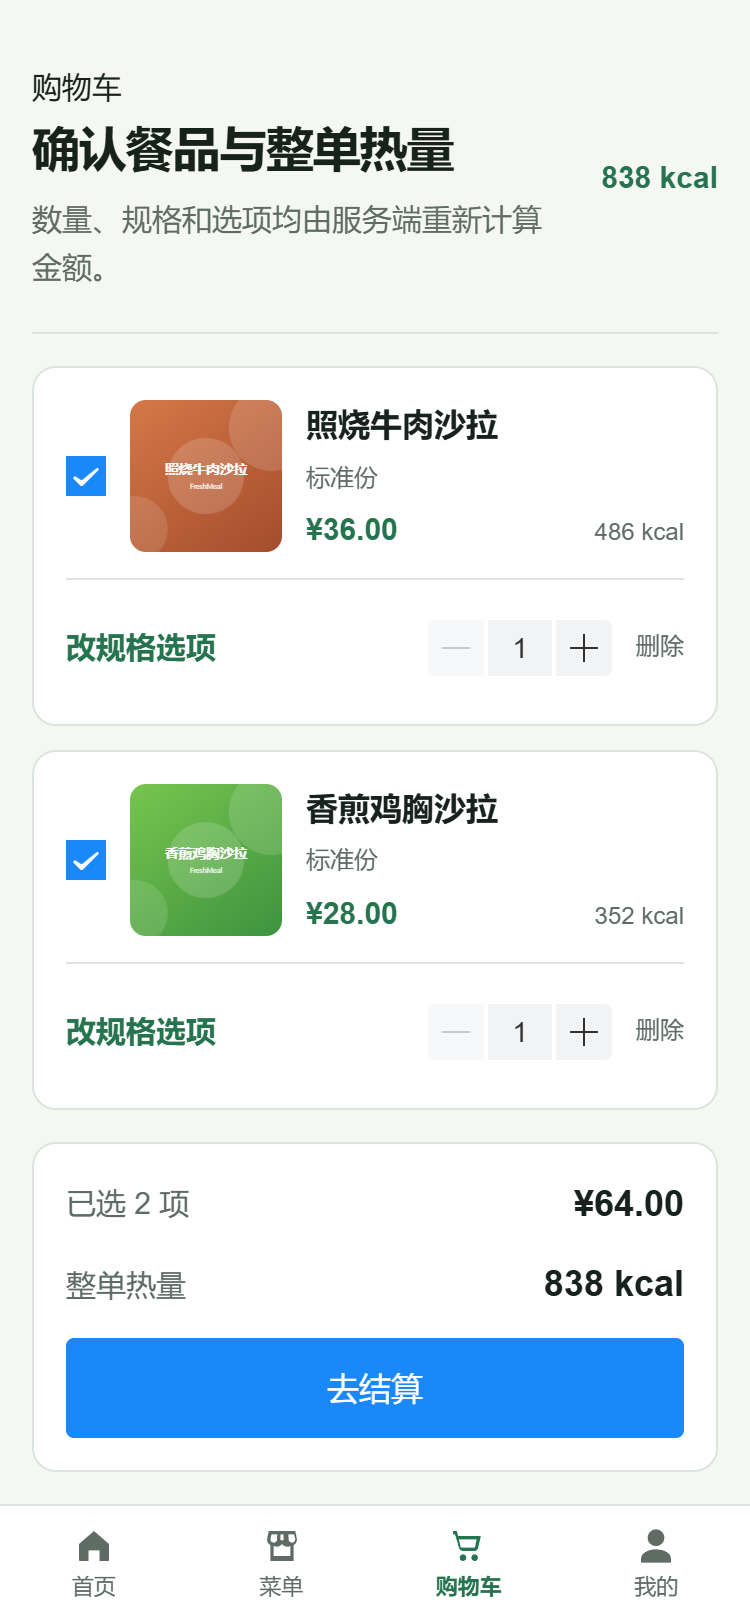 购物车
确认餐品与整单热量
838 kcal
数量、规格和选项均由服务端重新计算
金额。
照烧牛肉沙拉
FreshMeal
照烧牛肉沙拉
标准份
¥36.00
486 kcal
改规格选项
1
删除
香煎鸡胸沙拉
FreshMeal
香煎鸡胸沙拉
标准份
¥28.00
352 kcal
改规格选项
1
删除
已选 2 项
¥64.00
整单热量
838 kcal
去结算
首页
菜单
购物车
我的